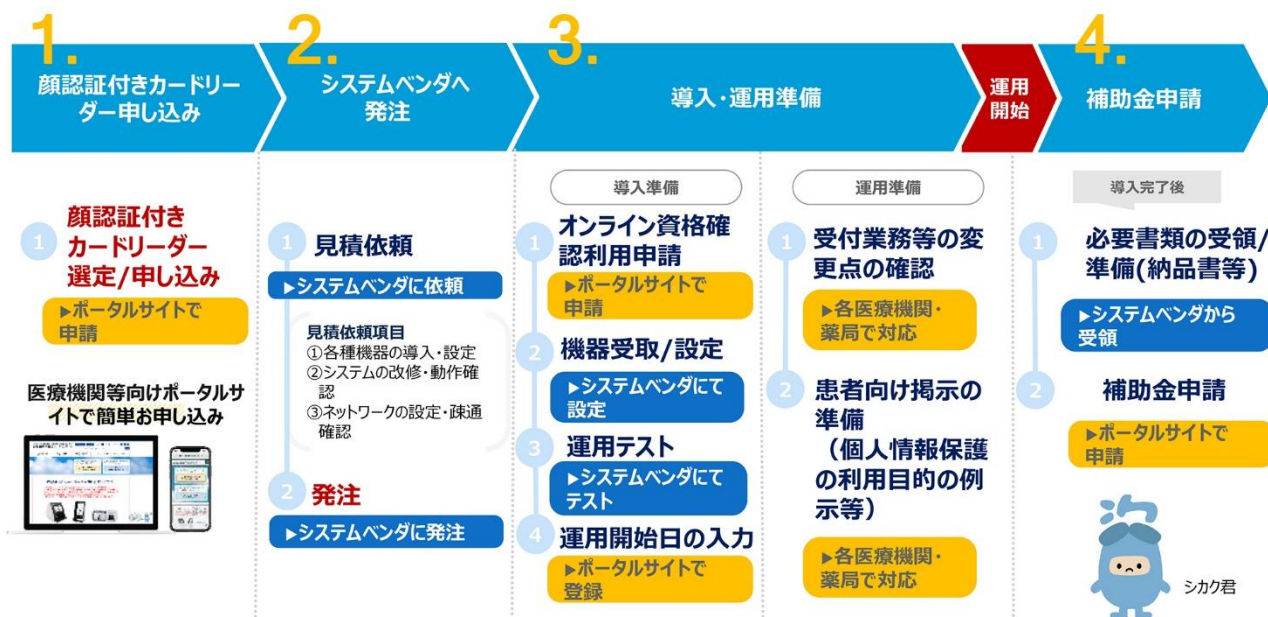 1.
顔認証付きカードリー
ダー申し込み
2.
システムベンダへ
発注
3.
導入・運用準備
運用
開始
4.
補助金申請
1
顔認証付き
カードリーダー
選定/申し込み
▶ポータルサイトで
申請
医療機関等向けポータルサ
イトで簡単お申し込み
1
見積依頼
▶システムベンダに依頼
見積依頼項目
①各種機器の導入・設定
②システムの改修・動作確
認
③ネットワークの設定・疎通
確認
2
発注
▶システムベンダに発注
導入準備
1
オンライン資格確
認利用申請
▶ポータルサイトで
申請
2
機器受取/設定
▶システムベンダにて
設定
3
運用テスト
▶システムベンダにて
テスト
4
運用開始日の入力
▶ポータルサイトで
登録
運用準備
1
受付業務等の変
更点の確認
▶各医療機関・
薬局で対応
2
患者向け掲示の
準備
（個人情報保護
の利用目的の例
示等）
▶各医療機関・
薬局で対応
導入完了後
1
必要書類の受領/
準備(納品書等)
▶システムベンダから
受領
2
補助金申請
▶ポータルサイトで
申請
シカク君